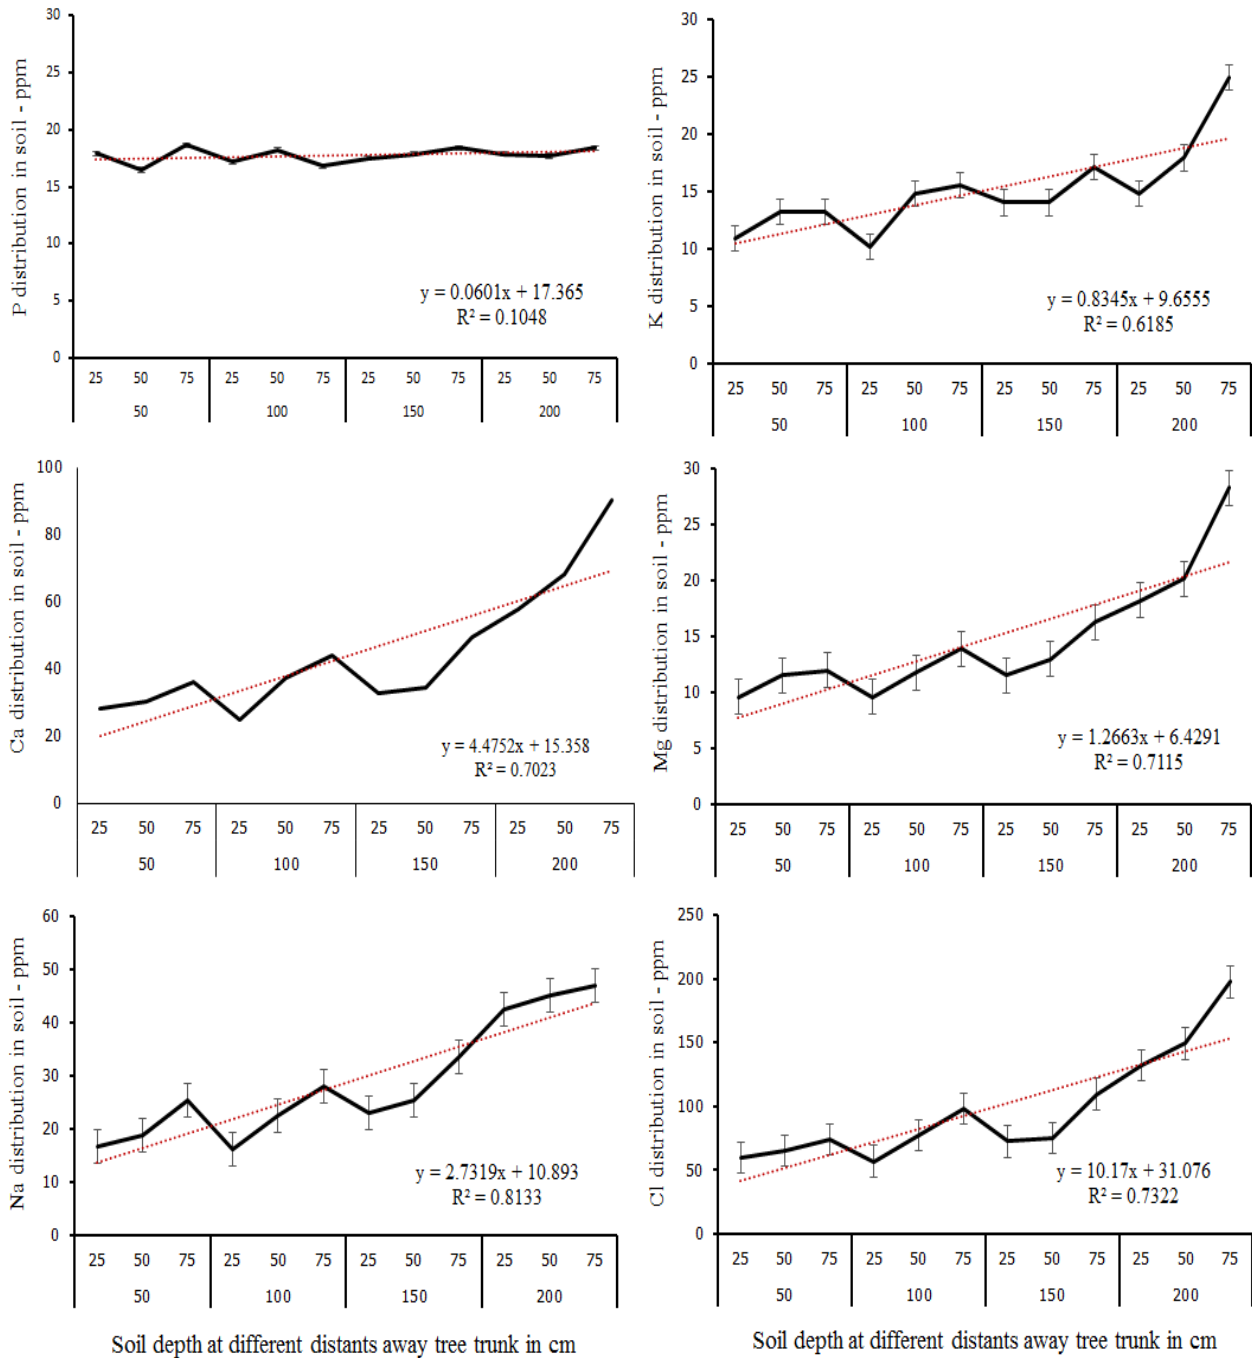 P distribution in soil - ppm
30
25
20
15
10
5
0
y = 0.0601x + 17.365
R² = 0.1048
25 50 75 25 50 75 25 50 75 25 50 75
50 100 150 200
K distribution in soil - ppm
30
25
20
15
10
5
0
y = 0.8345x + 9.6555
R² = 0.6185
25 50 75 25 50 75 25 50 75 25 50 75
50 100 150 200
Ca distribution in soil - ppm
100
80
60
40
20
0
y = 4.4752x + 15.358
R² = 0.7023
25 50 75 25 50 75 25 50 75 25 50 75
50 100 150 200
Mg distribution in soil - ppm
30
25
20
15
10
5
0
y = 1.2663x + 6.4291
R² = 0.7115
25 50 75 25 50 75 25 50 75 25 50 75
50 100 150 200
Na distribution in soil - ppm
60
50
40
30
20
10
0
y = 2.7319x + 10.893
R² = 0.8133
25 50 75 25 50 75 25 50 75 25 50 75
50 100 150 200
Soil depth at different distants away tree trunk in cm
Cl distribution in soil - ppm
250
200
150
100
50
0
y = 10.17x + 31.076
R² = 0.7322
25 50 75 25 50 75 25 50 75 25 50 75
50 100 150 200
Soil depth at different distants away tree trunk in cm